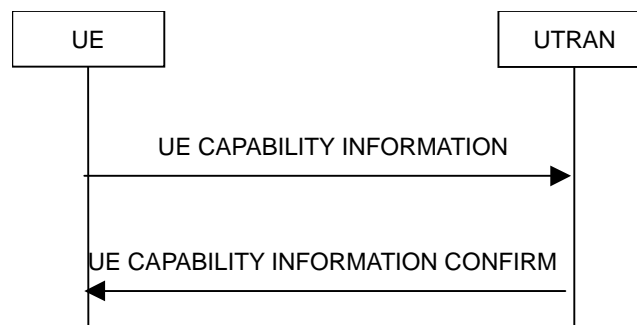 UE
UTRAN
UE CAPABILITY INFORMATION
UE CAPABILITY INFORMATION CONFIRM